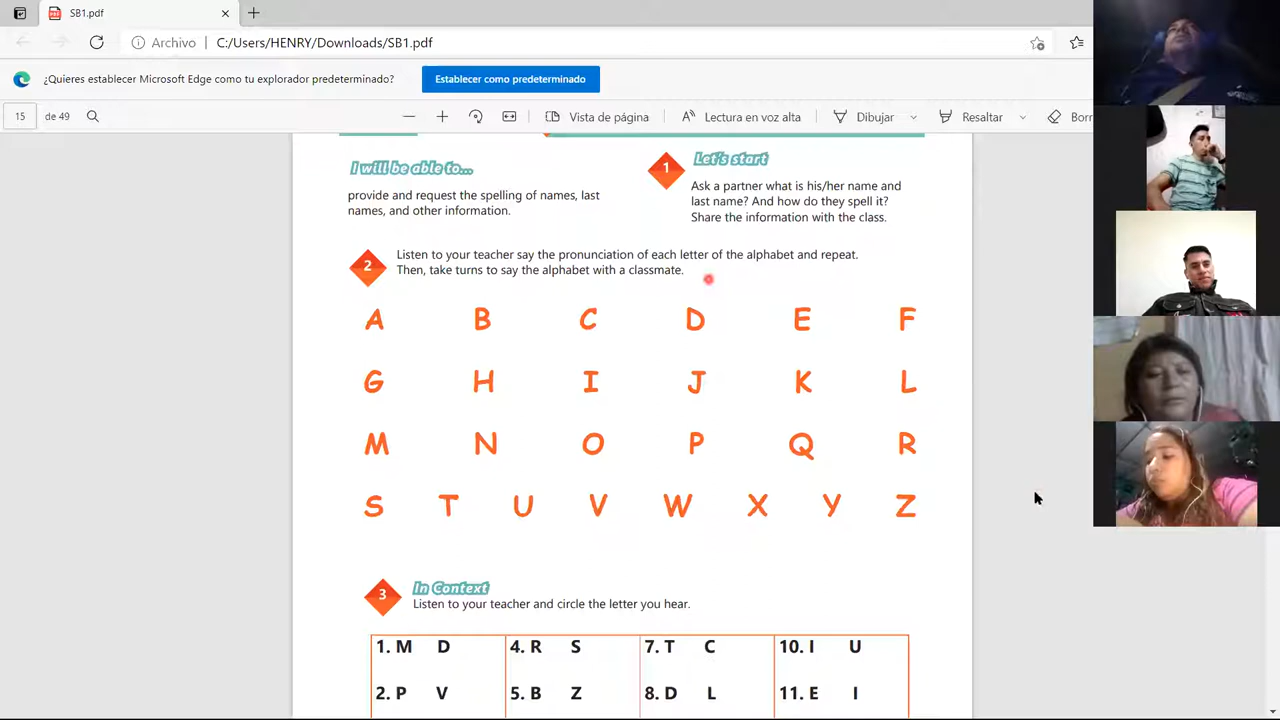 SB1.pdf
Archivo C:/Users/HENRY/Downloads/SB1.pdf
¿Quieres establecer Microsoft Edge como tu explorador predeterminado? Establecer como predeterminado
15 de 49 Vista de página Lectura en voz alta Dibujar Resaltar Borr
I will be able to...
provide and request the spelling of names, last
names, and other information.
1 Let's start
Ask a partner what is his/her name and
last name? And how do they spell it?
Share the information with the class.
2 Listen to your teacher say the pronunciation of each letter of the alphabet and repeat.
Then, take turns to say the alphabet with a classmate.
A B C D E F
G H I J K L
M N O P Q R
S T U V W X Y Z
3 In Context
Listen to your teacher and circle the letter you hear.
1. M D 4. R S 7. T C 10. I U
2. P V 5. B Z 8. D L 11. E I